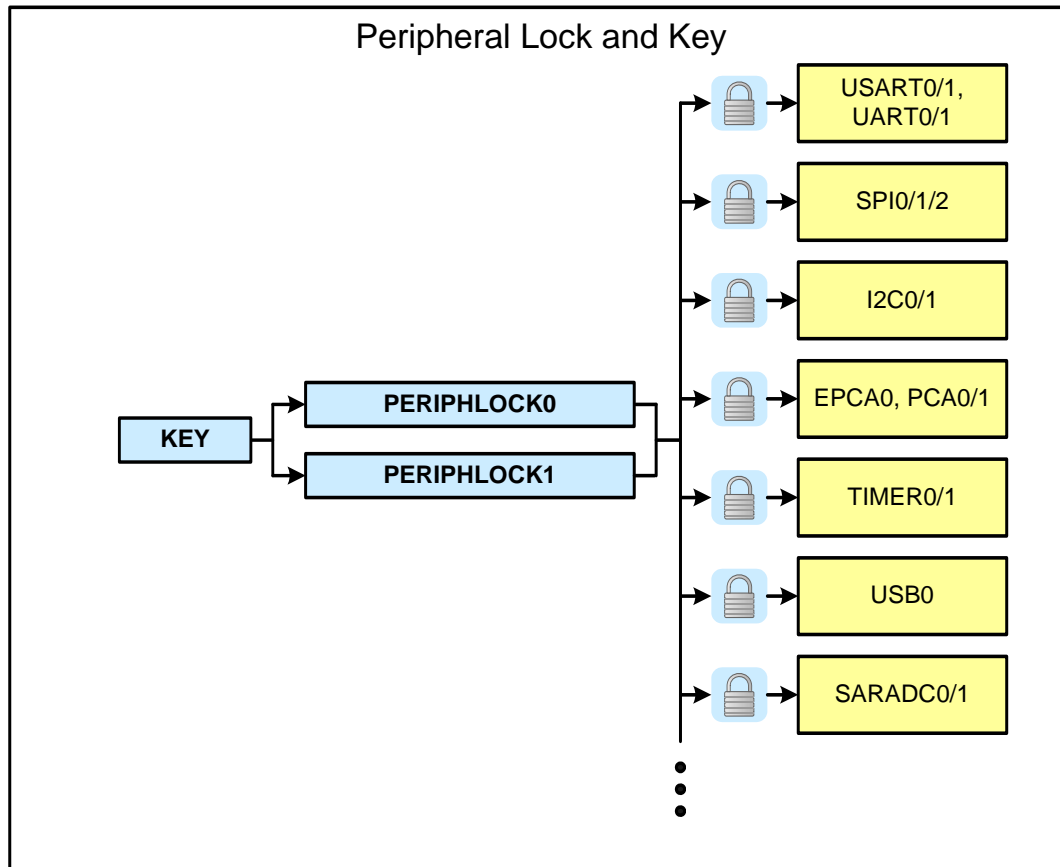 Peripheral Lock and Key
USART0/1,
UART0/1
SPI0/1/2
I2C0/1
EPCA0, PCA0/1
TIMER0/1
USB0
SARADC0/1
KEY
PERIPHLOCK0
PERIPHLOCK1